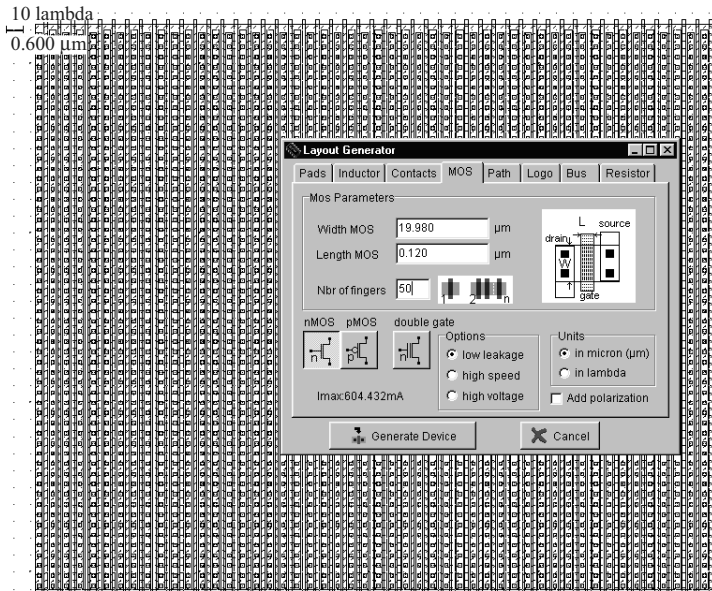 10 lambda
0.600 µm
Layout Generator
Pads Inductor Contacts MOS Path Logo Bus Resistor
Mos Parameters
Width MOS 19.980 µm
Length MOS 0.120 µm
Nbr of fingers 50
1 2 n
L source
drain
W
gate
nMOS pMOS double gate
n p n
Options
low leakage
high speed
high voltage
Units
in micron (µm)
in lambda
Imax:604.432mA
Add polarization
Generate Device Cancel